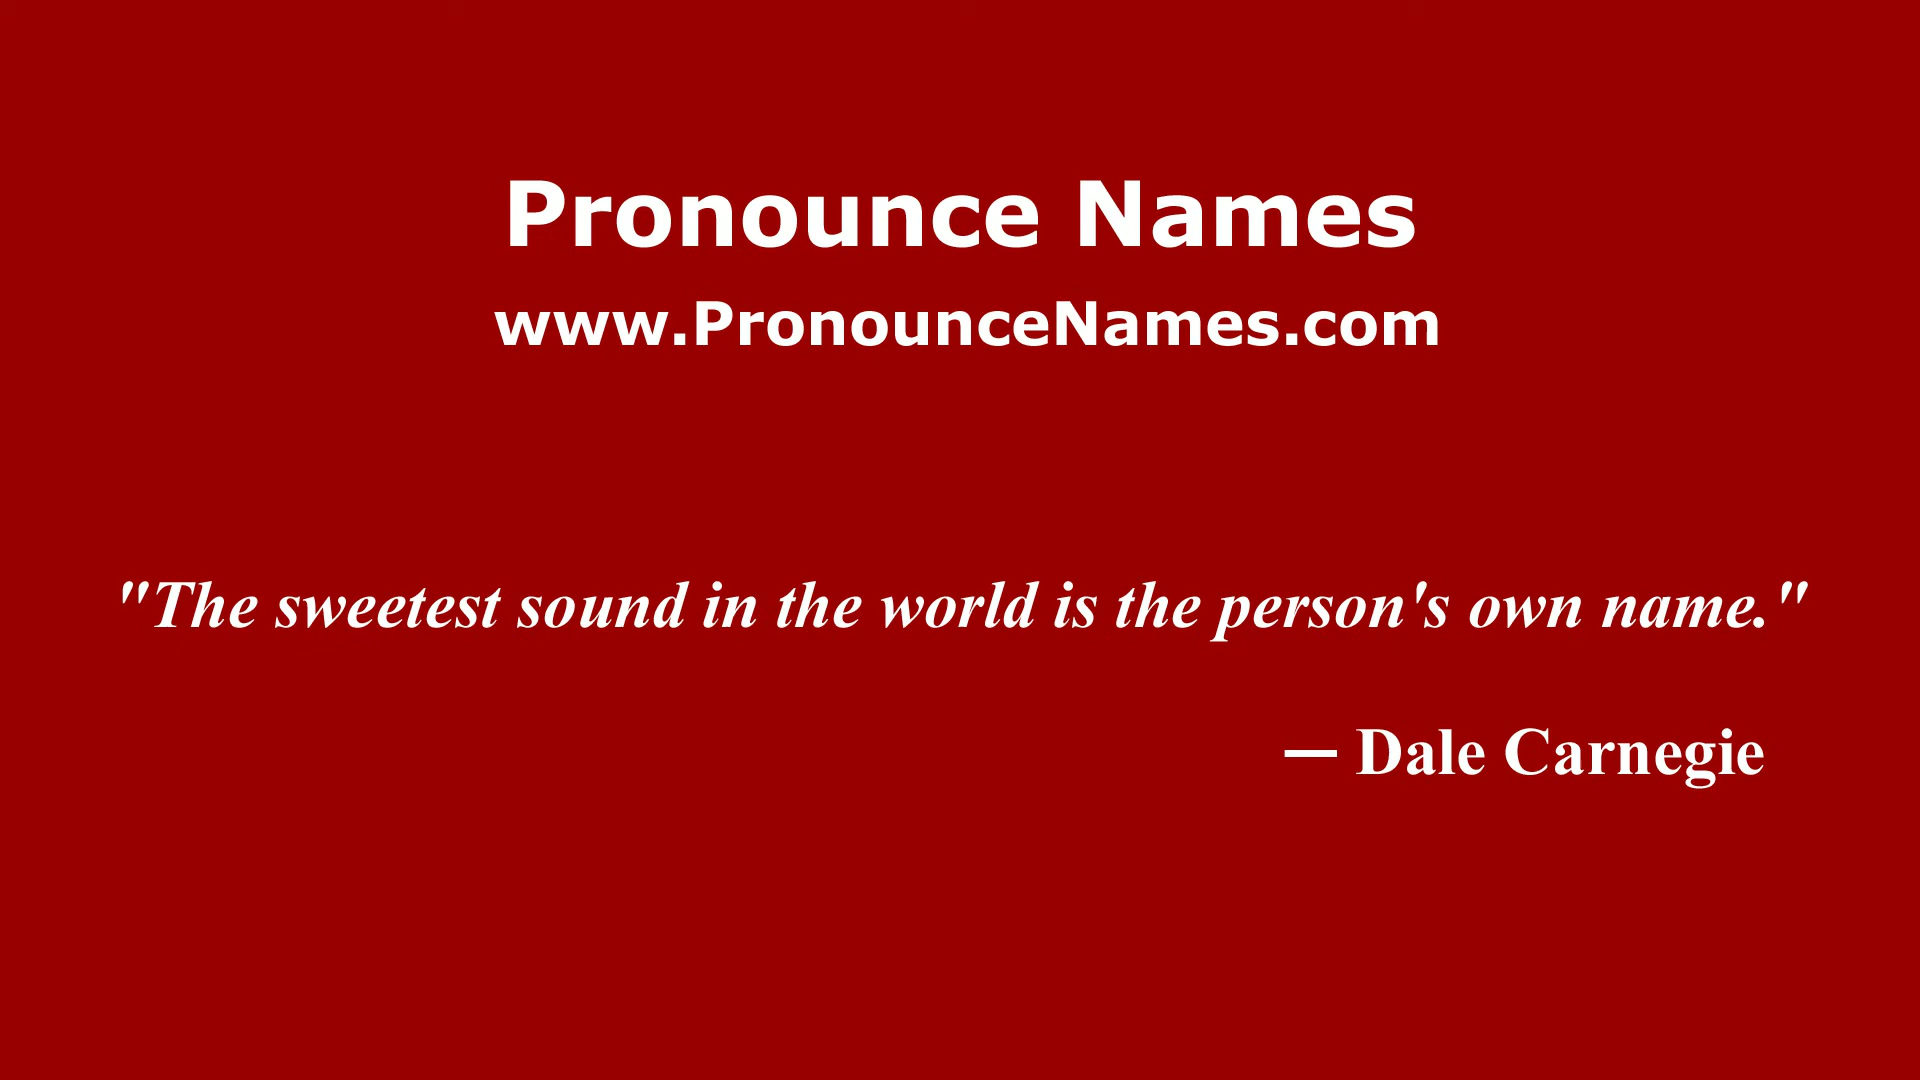 Pronounce Names
www.PronounceNames.com
"The sweetest sound in the world is the person's own name."
— Dale Carnegie